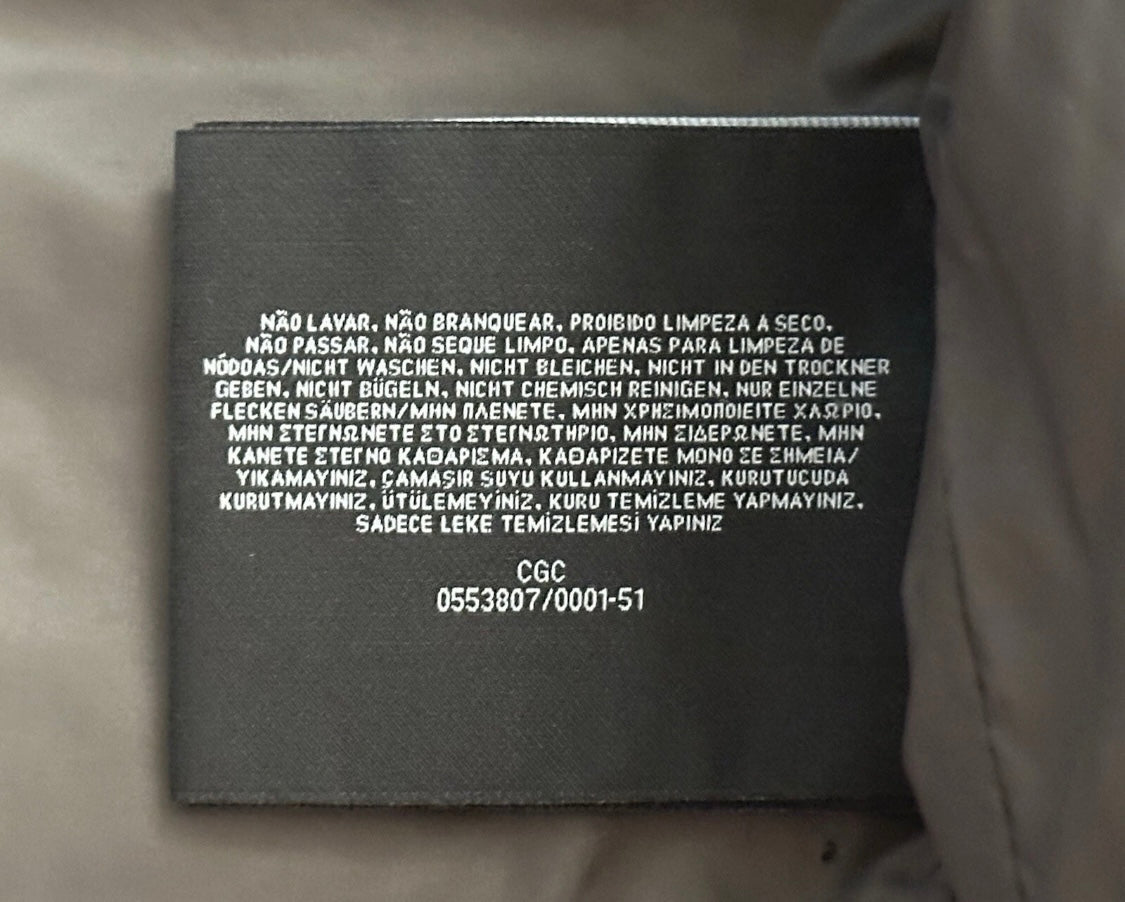 NÃO LAVAR, NÃO BRANQUEAR, PROIBIDO LIMPEZA A SECO,
NÃO PASSAR, NÃO SEQUE LIMPO, APENAS PARA LIMPEZA DE
NÓDOAS/NICHT WASCHEN, NICHT BLEICHEN, NICHT IN DEN TROCKNER
GEBEN, NICHT BÜGELN, NICHT CHEMISCH REINIGEN, NUR EINZELNE
FLECKEN SÄUBERN/ΜΗΝ ΠΛΕΝΕΤΕ, ΜΗΝ ΧΡΗΣΙΜΟΠΟΙΕΙΤΕ ΧΛΩΡΙΟ,
ΜΗΝ ΣΤΕΓΝΩΝΕΤΕ ΣΤΟ ΣΤΕΓΝΩΤΗΡΙΟ, ΜΗΝ ΣΙΔΕΡΩΝΕΤΕ, ΜΗΝ
ΚΑΝΕΤΕ ΣΤΕΓΝΟ ΚΑΘΑΡΙΣΜΑ, ΚΑΘΑΡΙΖΕΤΕ ΜΟΝΟ ΣΕ ΣΗΜΕΙΑ/
YIKAMAYINIZ, ÇAMAŞIR SUYU KULLANMAYINIZ, KURUTUCUDA
KURUTMAYINIZ, ÜTÜLEMEYİNİZ, KURU TEMİZLEME YAPMAYINIZ,
SADECE LEKE TEMİZLEMESİ YAPINIZ
CGC
0553807/0001-51